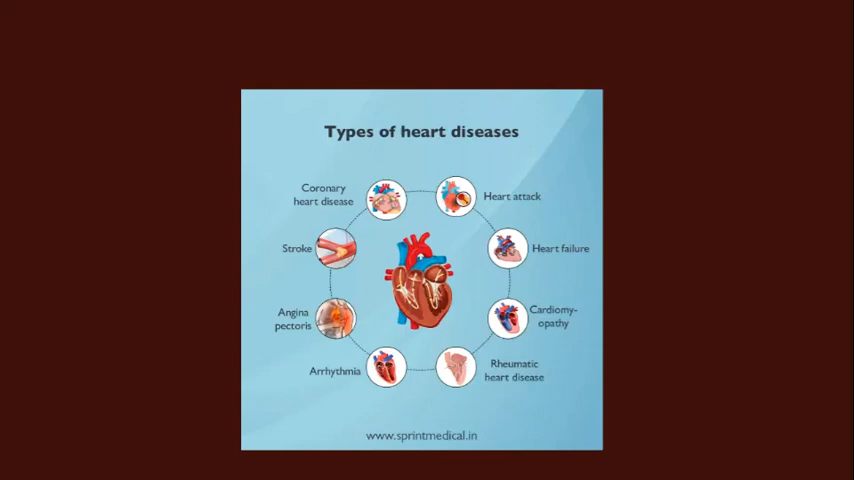 Types of heart diseases
Coronary
heart disease
Heart attack
Stroke
Heart failure
Angina
pectoris
Cardiomy-
opathy
Arrhythmia
Rheumatic
heart disease
www.sprintmedical.in